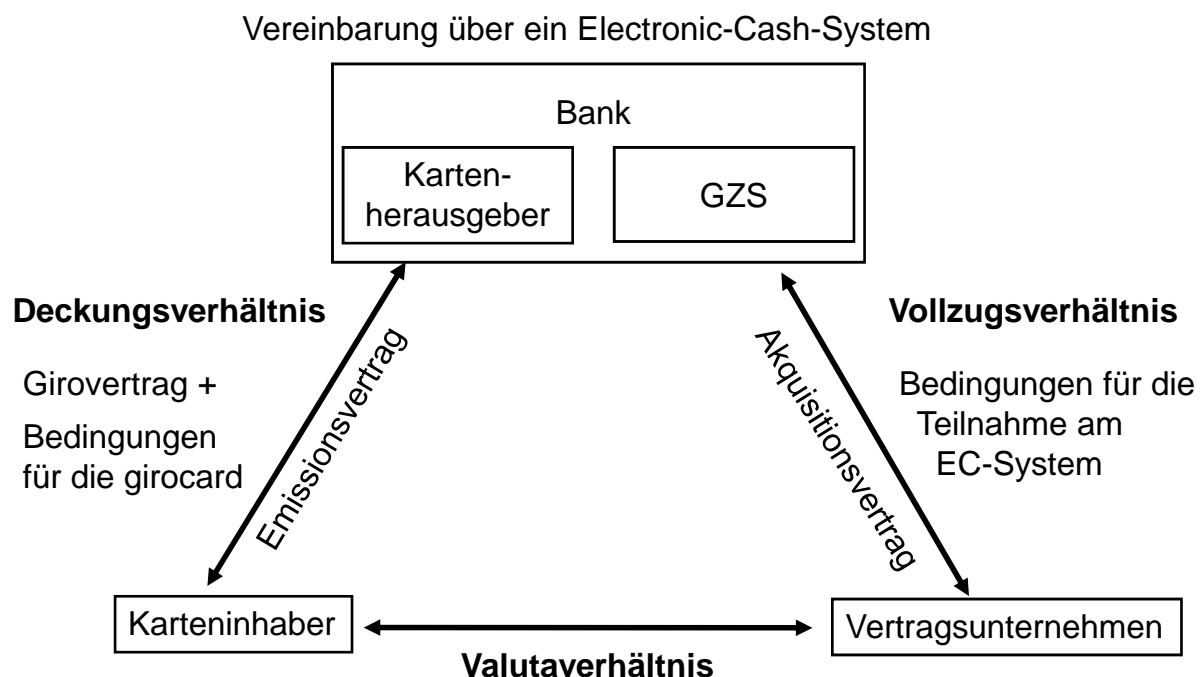 Vereinbarung über ein Electronic-Cash-System
Bank
Karten-
herausgeber
GZS
Deckungsverhältnis
Vollzugsverhältnis
Girovertrag +
Bedingungen
für die girocard
Emissionsvertrag
Akquisitionsvertrag
Bedingungen für die
Teilnahme am
EC-System
Karteninhaber
Vertragsunternehmen
Valutaverhältnis